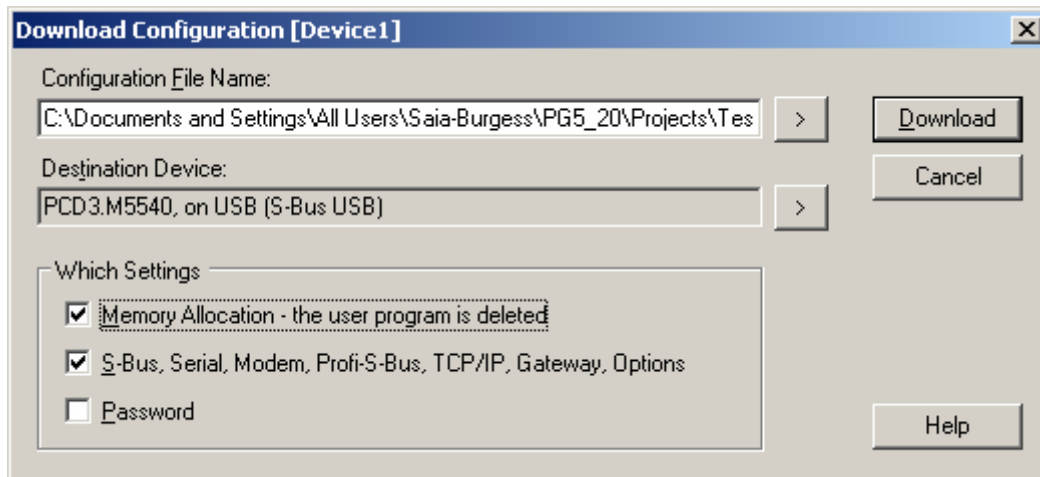 Download Configuration [Device1]
Configuration File Name:
C:\Documents and Settings\All Users\Saia-Burgess\PG5_20\Projects\Tes
>
Download
Destination Device:
Cancel
PCD3.M5540, on USB (S-Bus USB)
>
Which Settings
Memory Allocation - the user program is deleted
S-Bus, Serial, Modem, Profi-S-Bus, TCP/IP, Gateway, Options
Password
Help